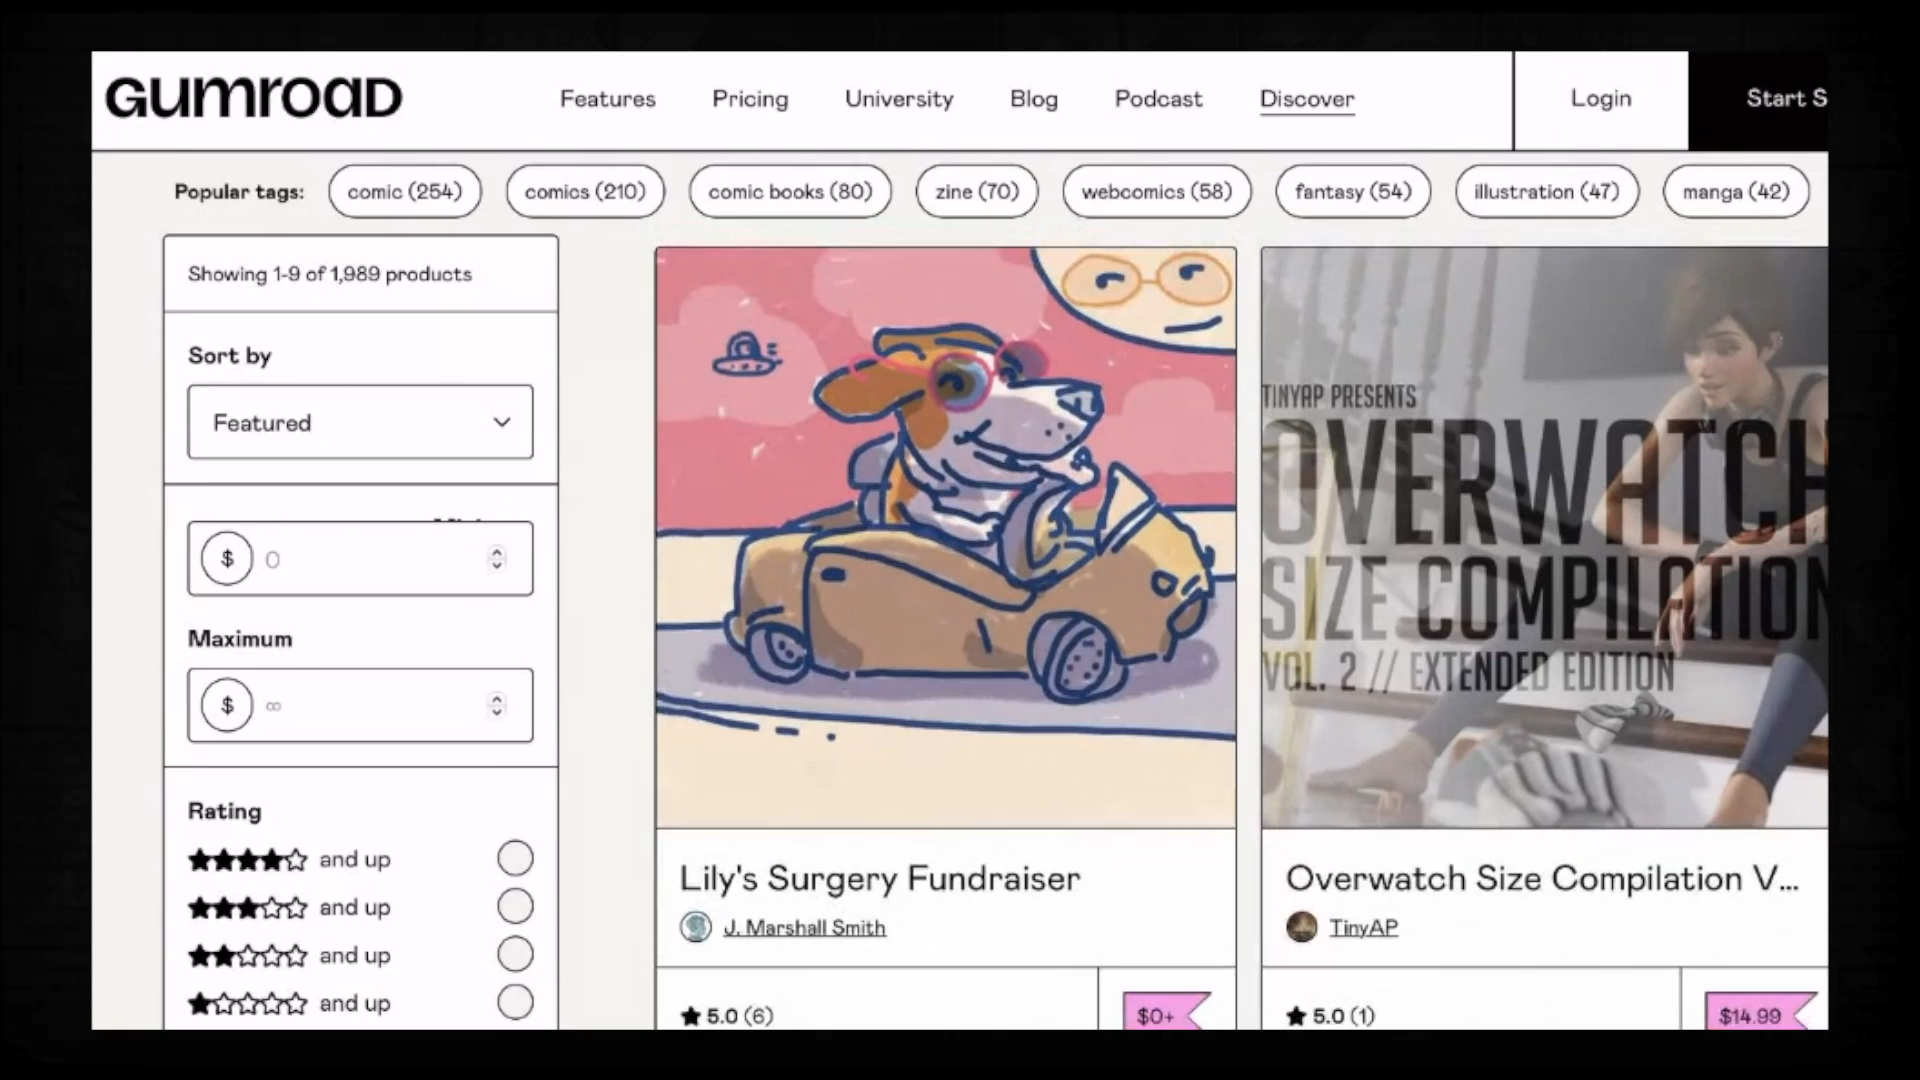 GUMROAD
Features Pricing University Blog Podcast Discover Login Start S
Popular tags: comic (254) comics (210) comic books (80) zine (70) webcomics (58) fantasy (54) illustration (47) manga (42)
Showing 1-9 of 1,989 products
Sort by
Featured
$ 0
Maximum
$ ∞
Rating
and up
and up
and up
and up
TINYAP PRESENTS
OVERWATCH
SIZE COMPILATION
VOL. 2 // EXTENDED EDITION
Lily's Surgery Fundraiser
J. Marshall Smith
5.0 (6) $0+
Overwatch Size Compilation V...
TinyAP
5.0 (1) $14.99